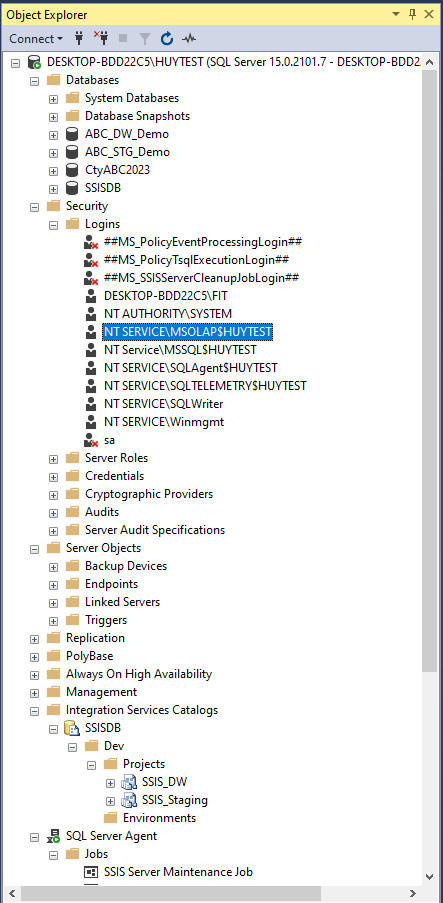 Object Explorer
Connect
DESKTOP-BDD22C5\HUYTEST (SQL Server 15.0.2101.7 - DESKTOP-BDD2
Databases
System Databases
Database Snapshots
ABC_DW_Demo
ABC_STG_Demo
CtyABC2023
SSISDB
Security
Logins
##MS_PolicyEventProcessingLogin##
##MS_PolicyTsqlExecutionLogin##
##MS_SSISServerCleanupJobLogin##
DESKTOP-BDD22C5\FIT
NT AUTHORITY\SYSTEM
NT SERVICE\MSOLAP$HUYTEST
NT Service\MSSQL$HUYTEST
NT SERVICE\SQLAgent$HUYTEST
NT SERVICE\SQLTELEMETRY$HUYTEST
NT SERVICE\SQLWriter
NT SERVICE\Winmgmt
sa
Server Roles
Credentials
Cryptographic Providers
Audits
Server Audit Specifications
Server Objects
Backup Devices
Endpoints
Linked Servers
Triggers
Replication
PolyBase
Always On High Availability
Management
Integration Services Catalogs
SSISDB
Dev
Projects
SSIS_DW
SSIS_Staging
Environments
SQL Server Agent
Jobs
SSIS Server Maintenance Job